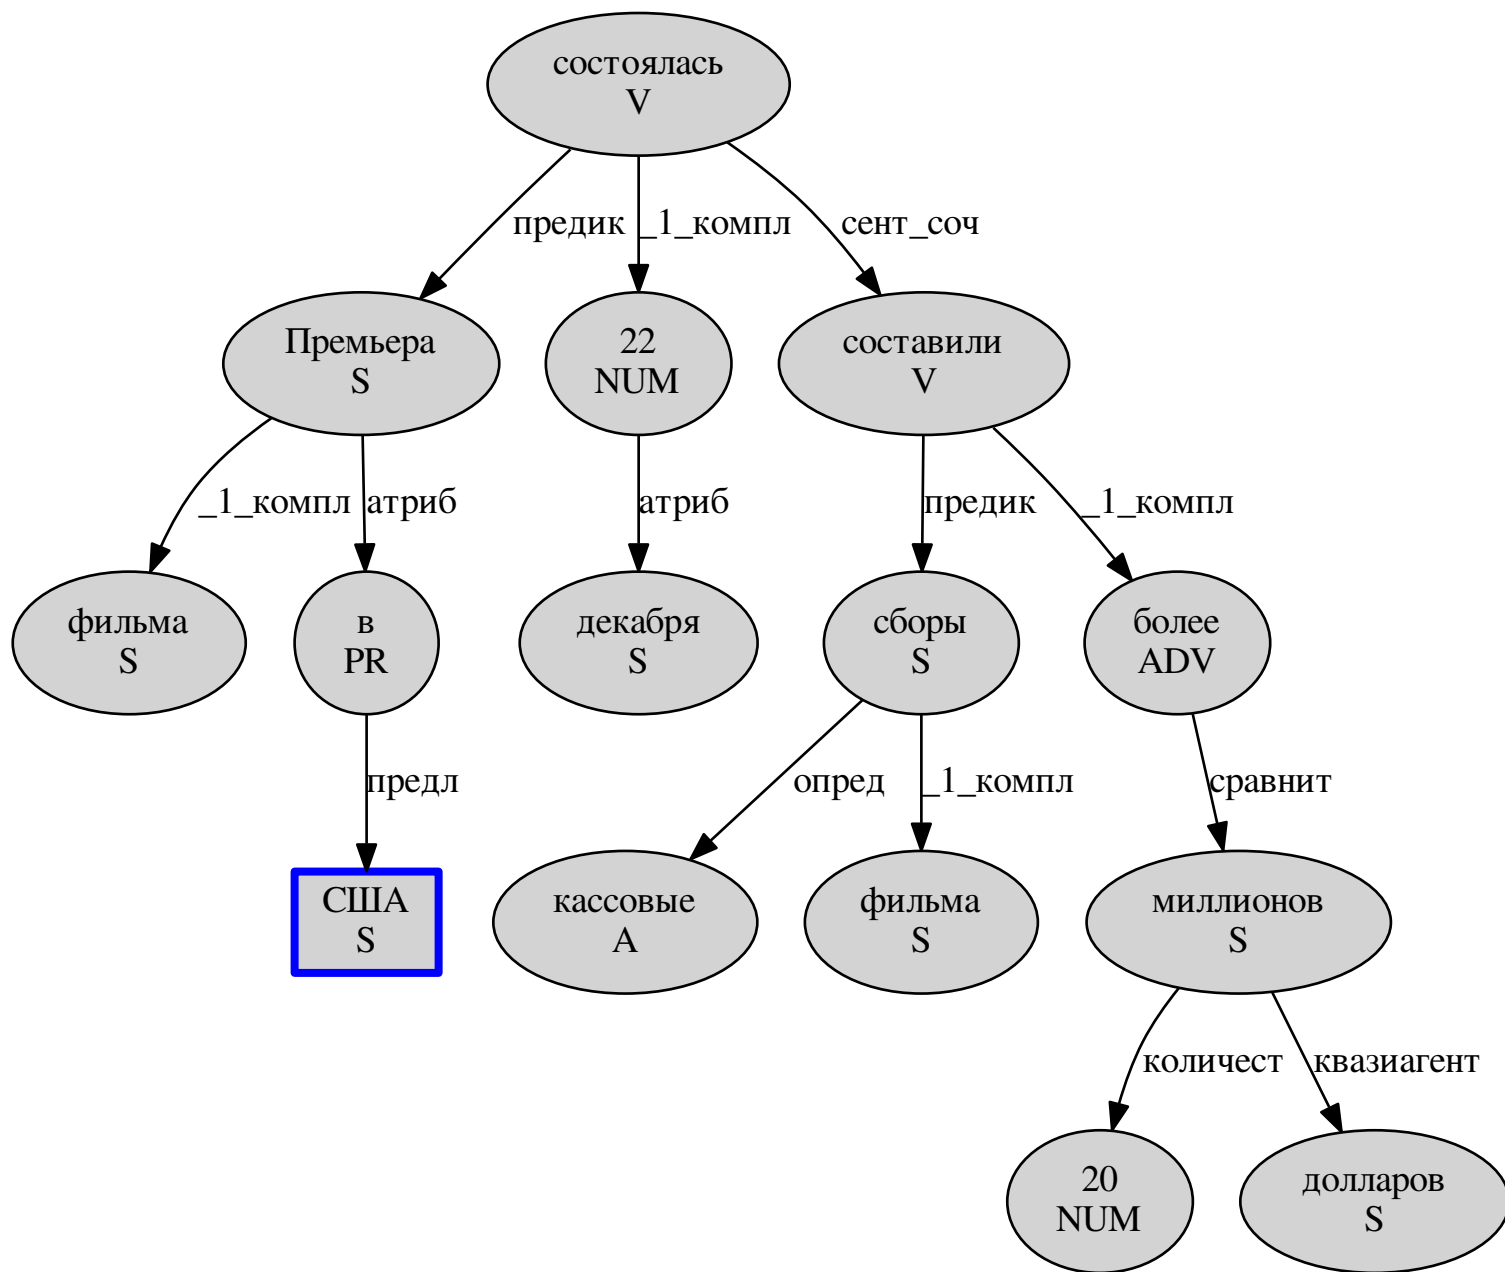 состоялась
V
предик
_1_компл
сент_соч
Премьера
S
22
NUM
составили
V
_1_компл
атриб
атриб
предик
_1_компл
фильма
S
в
PR
декабря
S
сборы
S
более
ADV
предл
опред
_1_компл
сравнит
США
S
кассовые
A
фильма
S
миллионов
S
количест
квазиагент
20
NUM
долларов
S